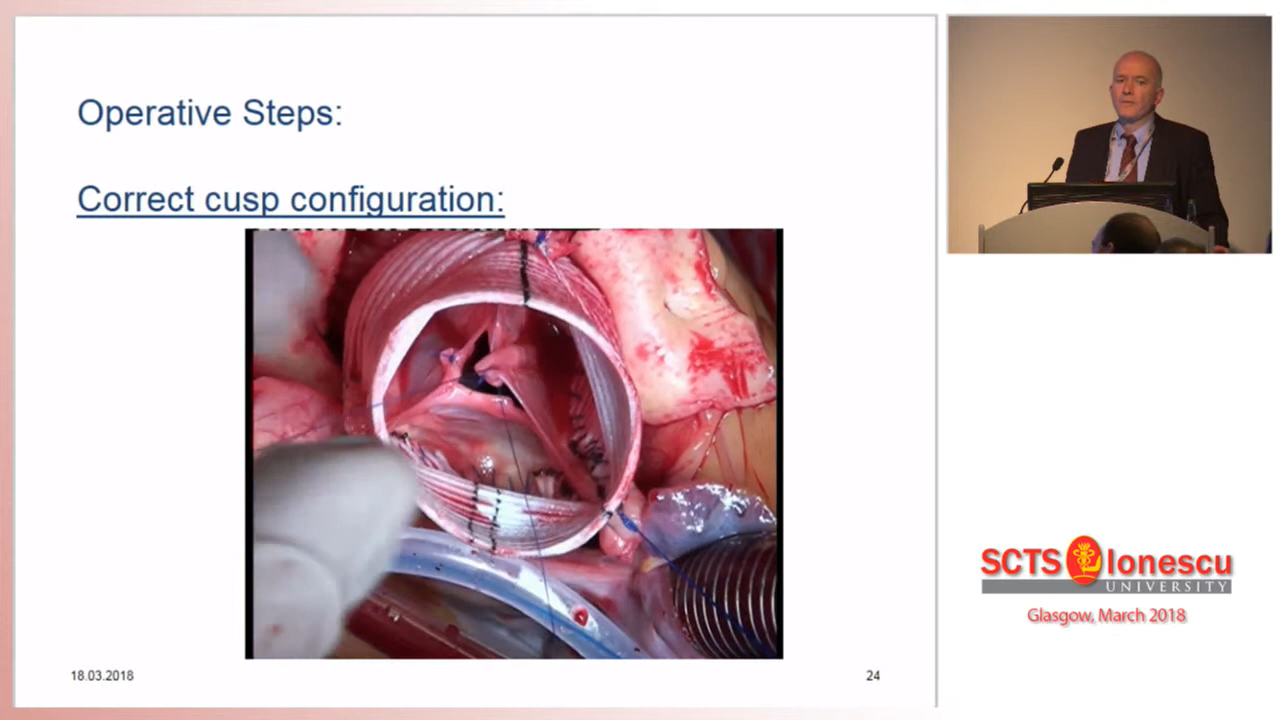 Operative Steps:
Correct cusp configuration:
18.03.2018
24
SCTS Ionescu
UNIVERSITY
Glasgow, March 2018